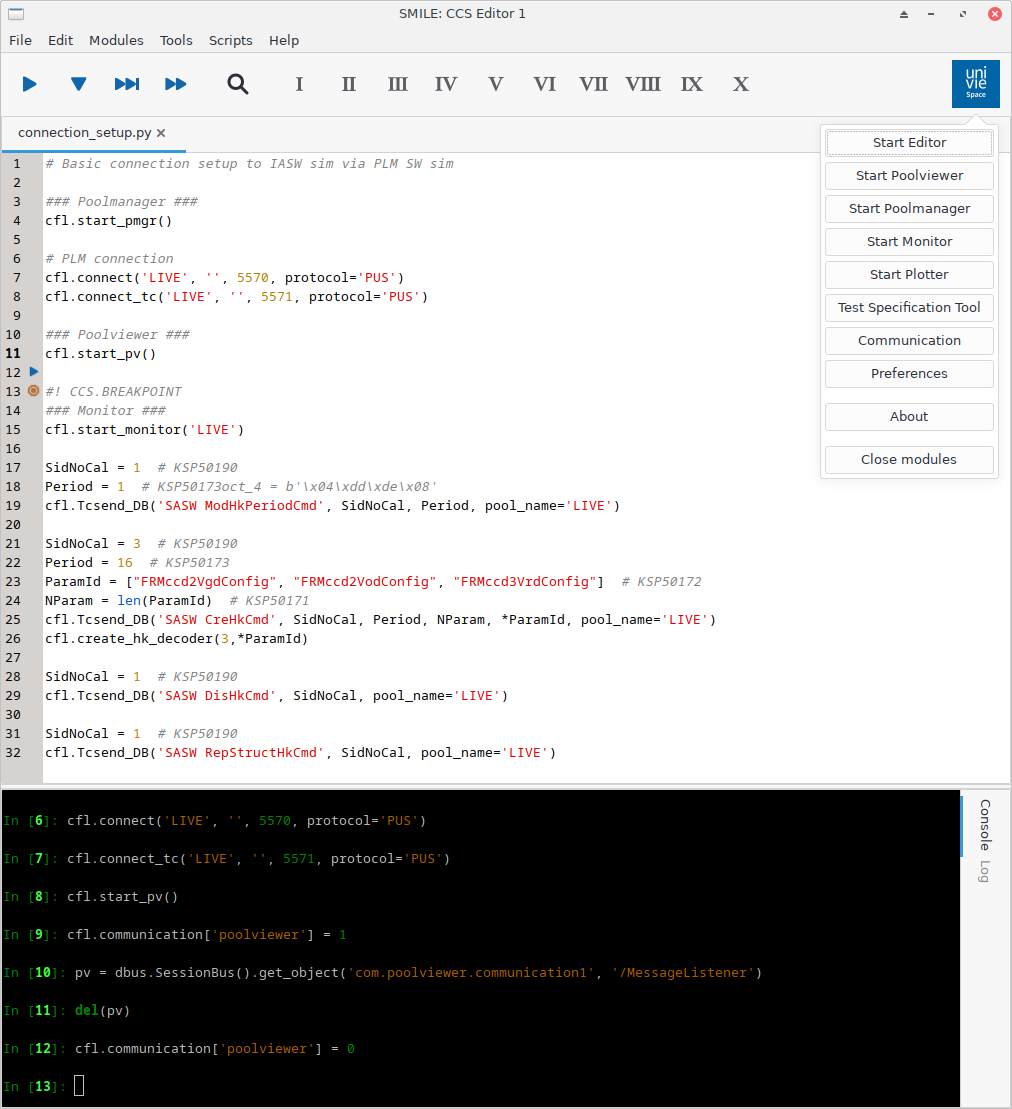 SMILE: CCS Editor 1
File Edit Modules Tools Scripts Help
I II III IV V VI VII VIII IX X
uni
vie
Space
connection_setup.py
Start Editor
Start Poolviewer
Start Poolmanager
Start Monitor
Start Plotter
Test Specification Tool
Communication
Preferences
About
Close modules
1 # Basic connection setup to IASW sim via PLM SW sim
2
3 ### Poolmanager ###
4 cfl.start_pmgr()
5
6 # PLM connection
7 cfl.connect('LIVE', '', 5570, protocol='PUS')
8 cfl.connect_tc('LIVE', '', 5571, protocol='PUS')
9
10 ### Poolviewer ###
11 cfl.start_pv()
12
13 #! CCS.BREAKPOINT
14 ### Monitor ###
15 cfl.start_monitor('LIVE')
16
17 SidNoCal = 1  # KSP50190
18 Period = 1  # KSP50173oct_4 = b'\x04\xdd\xde\x08'
19 cfl.Tcsend_DB('SASW ModHkPeriodCmd', SidNoCal, Period, pool_name='LIVE')
20
21 SidNoCal = 3  # KSP50190
22 Period = 16  # KSP50173
23 ParamId = ["FRMccd2VgdConfig", "FRMccd2VodConfig", "FRMccd3VrdConfig"]  # KSP50172
24 NParam = len(ParamId)  # KSP50171
25 cfl.Tcsend_DB('SASW CreHkCmd', SidNoCal, Period, NParam, *ParamId, pool_name='LIVE')
26 cfl.create_hk_decoder(3,*ParamId)
27
28 SidNoCal = 1  # KSP50190
29 cfl.Tcsend_DB('SASW DisHkCmd', SidNoCal, pool_name='LIVE')
30
31 SidNoCal = 1  # KSP50190
32 cfl.Tcsend_DB('SASW RepStructHkCmd', SidNoCal, pool_name='LIVE')
In [6]: cfl.connect('LIVE', '', 5570, protocol='PUS')
In [7]: cfl.connect_tc('LIVE', '', 5571, protocol='PUS')
In [8]: cfl.start_pv()
In [9]: cfl.communication['poolviewer'] = 1
In [10]: pv = dbus.SessionBus().get_object('com.poolviewer.communication1', '/MessageListener')
In [11]: del(pv)
In [12]: cfl.communication['poolviewer'] = 0
In [13]:
Console
Log